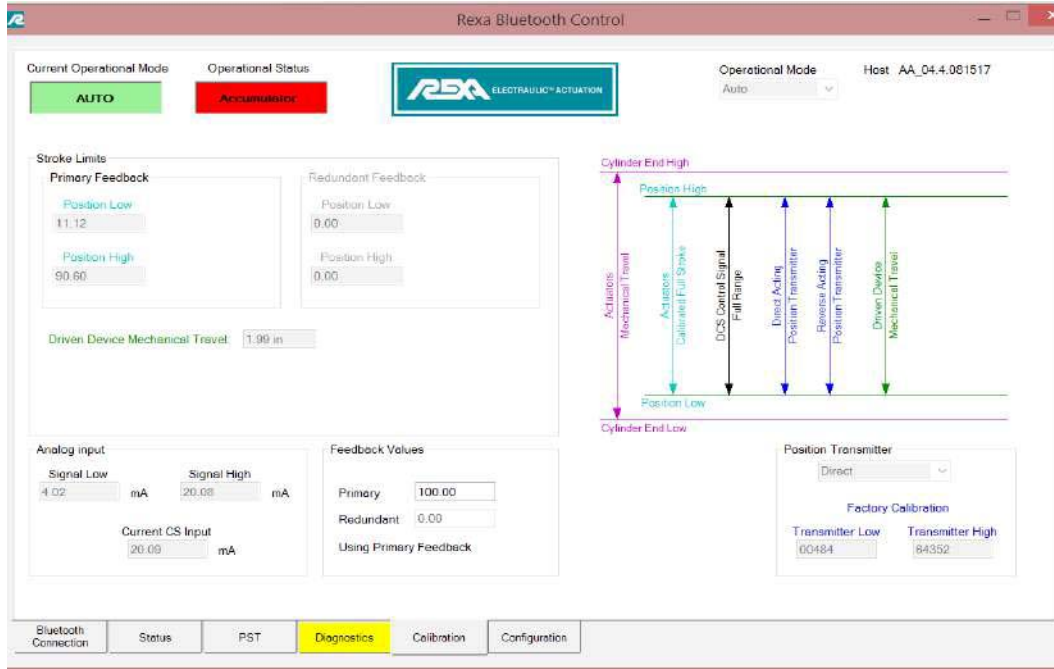 Rexa Bluetooth Control
Current Operational Mode
Operational Status
AUTO
Accumulator
REXA ELECTRAULIC™ ACTUATION
Operational Mode
Host AA_04.4.081517
Auto
Stroke Limits
Primary Feedback
Redundant Feedback
Position Low
Position Low
11.12
0.00
Position High
Position High
90.60
0.00
Driven Device Mechanical Travel
1.99 in
Cylinder End High
Position High
Actuators
Mechanical Travel
Actuators
Calibrated Full Stroke
DCS Control Signal
Full Range
Direct Acting
Position Transmitter
Reverse Acting
Position Transmitter
Driven Device
Mechanical Travel
Position Low
Cylinder End Low
Analog input
Signal Low
Signal High
4.02 mA
20.08 mA
Current CS Input
20.09 mA
Feedback Values
Primary 100.00
Redundant 0.00
Using Primary Feedback
Position Transmitter
Direct
Factory Calibration
Transmitter Low
Transmitter High
00484
64352
Bluetooth
Connection
Status
PST
Diagnostics
Calibration
Configuration